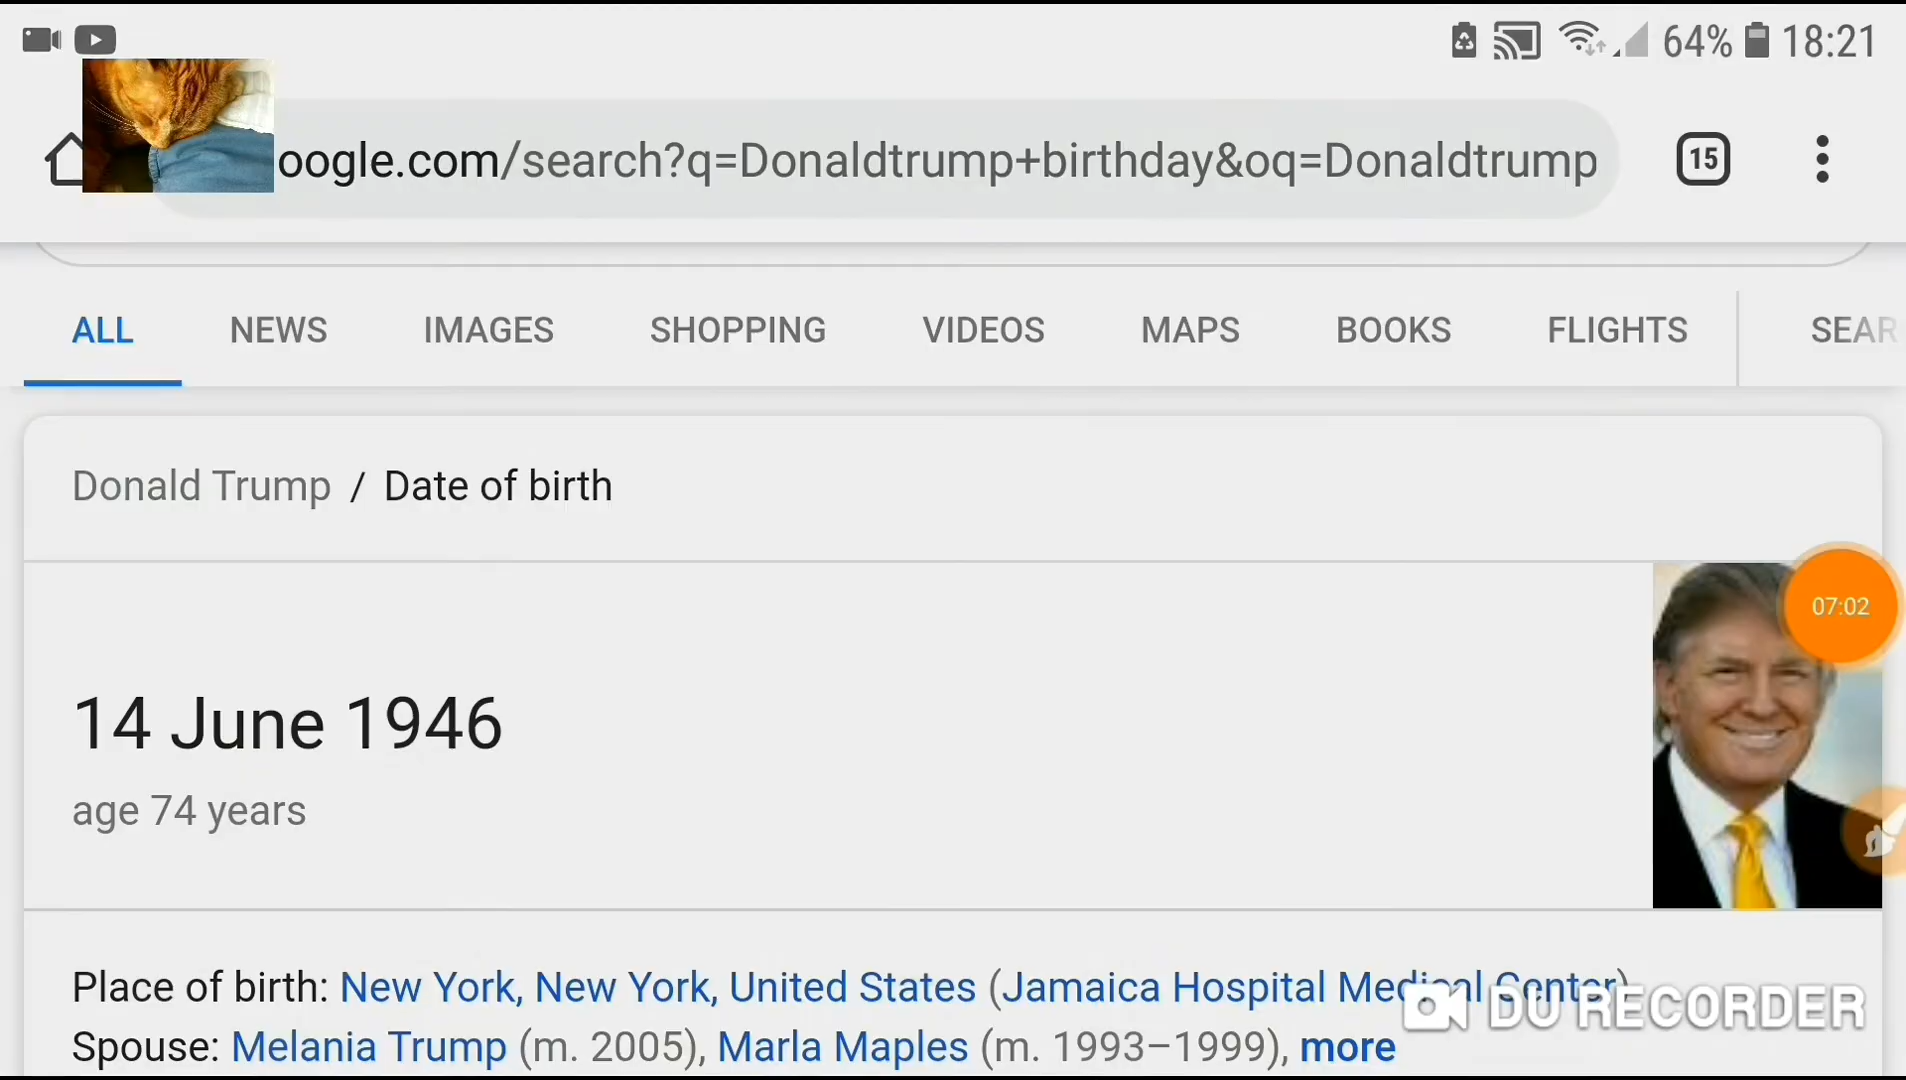 64% 18:21
oogle.com/search?q=Donaldtrump+birthday&oq=Donaldtrump
15
ALL NEWS IMAGES SHOPPING VIDEOS MAPS BOOKS FLIGHTS SEAR
Donald Trump / Date of birth
07:02
14 June 1946
age 74 years
Place of birth: New York, New York, United States (Jamaica Hospital Medical Center)
DU RECORDER
Spouse: Melania Trump (m. 2005), Marla Maples (m. 1993–1999), more